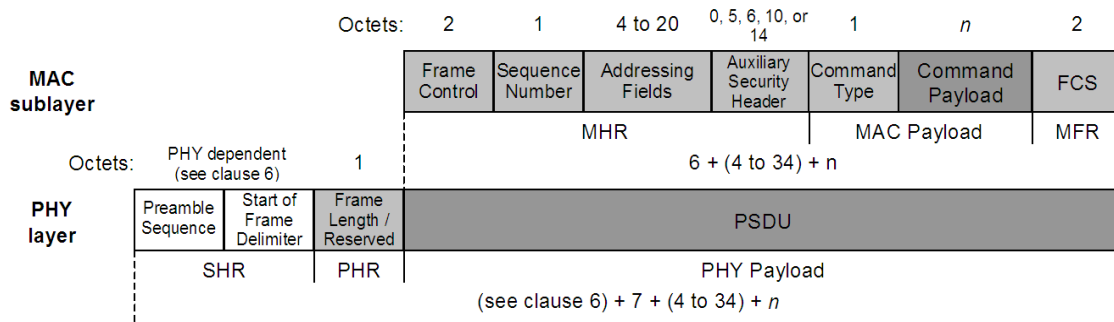 Octets: 2 1 4 to 20 0, 5, 6, 10, or 14 1 n 2
MAC sublayer
Frame Control
Sequence Number
Addressing Fields
Auxiliary Security Header
Command Type
Command Payload
FCS
MHR
MAC Payload
MFR
Octets: PHY dependent (see clause 6) 1
6 + (4 to 34) + n
PHY layer
Preamble Sequence
Start of Frame Delimiter
Frame Length / Reserved
PSDU
SHR
PHR
PHY Payload
(see clause 6) + 7 + (4 to 34) + n